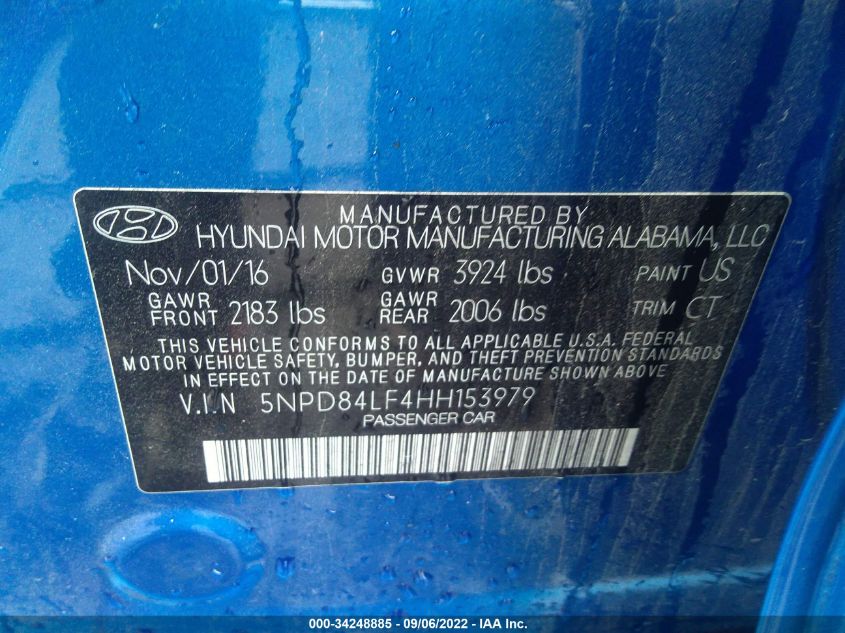 MANUFACTURED BY
HYUNDAI MOTOR MANUFACTURING ALABAMA, LLC
Nov/01/16 GVWR 3924 lbs PAINT US
GAWR FRONT 2183 lbs GAWR REAR 2006 lbs TRIM CT
THIS VEHICLE CONFORMS TO ALL APPLICABLE U.S.A. FEDERAL
MOTOR VEHICLE SAFETY, BUMPER, AND THEFT PREVENTION STANDARDS
IN EFFECT ON THE DATE OF MANUFACTURE SHOWN ABOVE
V.I.N 5NPD84LF4HH153979
PASSENGER CAR
000-34248885 - 09/06/2022 - IAA Inc.